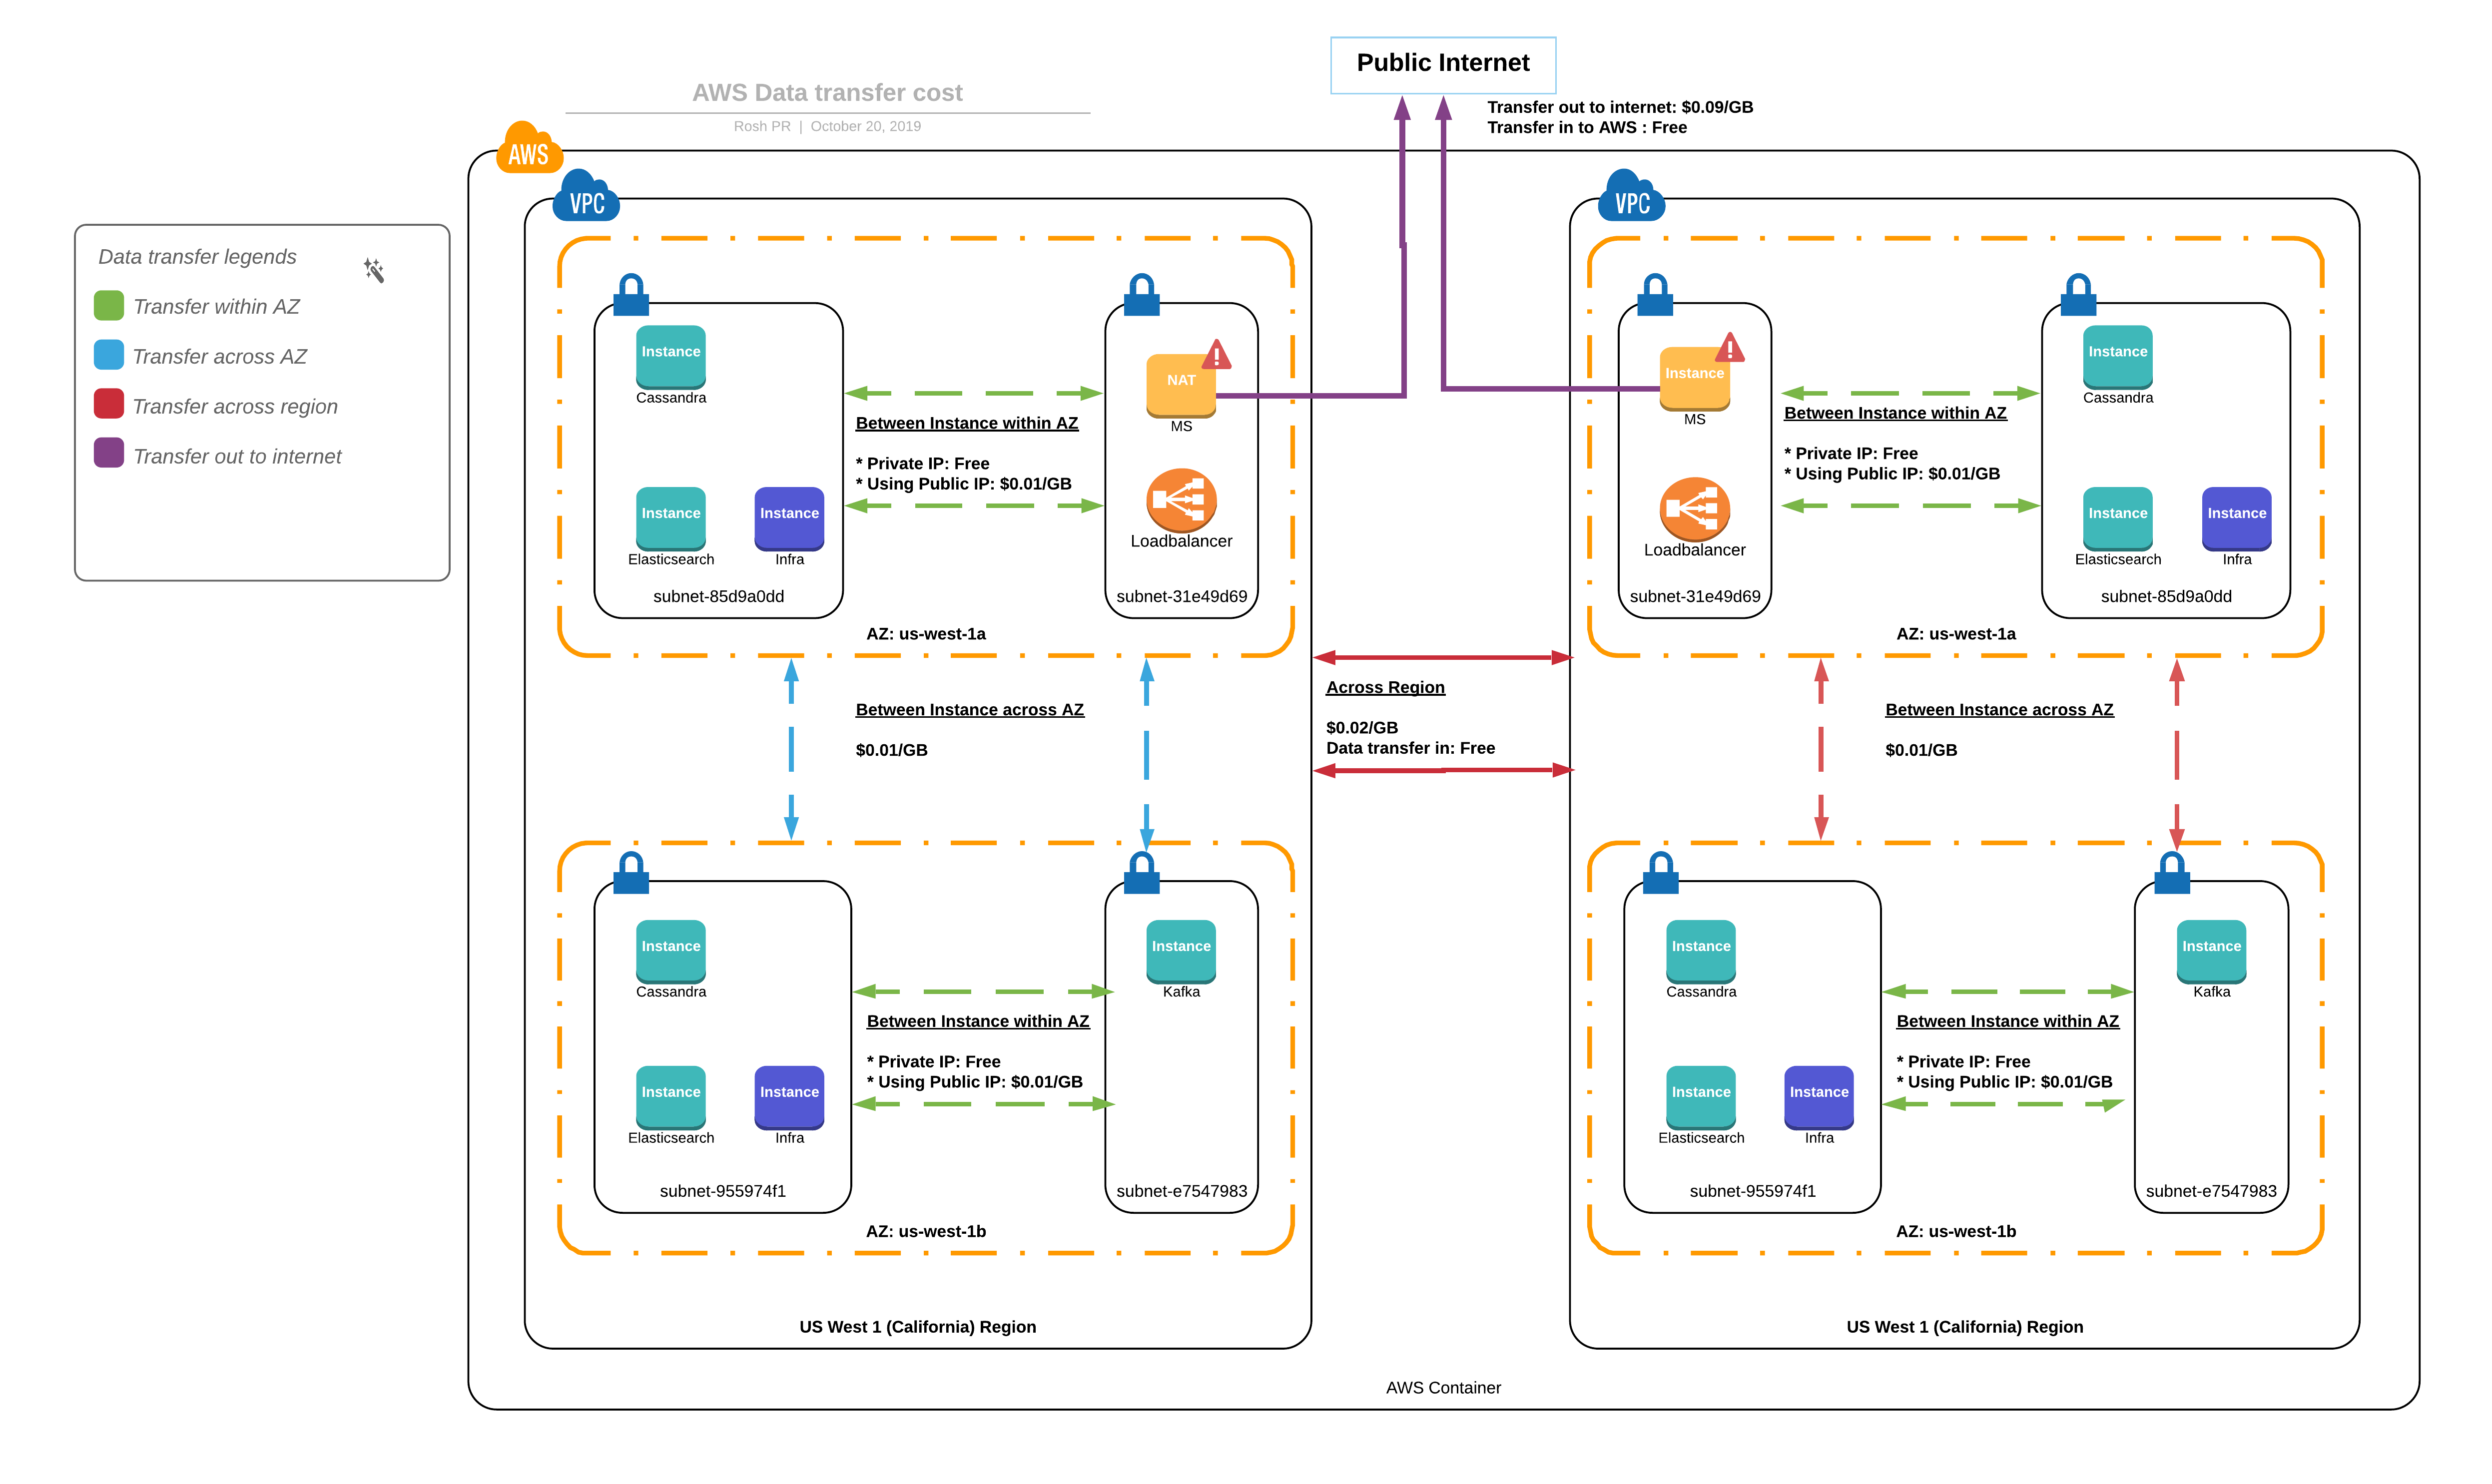 Public Internet
AWS Data transfer cost
Rosh PR | October 20, 2019
Transfer out to internet: $0.09/GB
Transfer in to AWS : Free
AWS
VPC
VPC
Data transfer legends
Transfer within AZ
Transfer across AZ
Transfer across region
Transfer out to internet
Instance
Cassandra
Instance
Elasticsearch
Instance
Infra
subnet-85d9a0dd
Between Instance within AZ
* Private IP: Free
* Using Public IP: $0.01/GB
NAT
MS
Loadbalancer
subnet-31e49d69
AZ: us-west-1a
Between Instance across AZ
$0.01/GB
Instance
Cassandra
Instance
Elasticsearch
Instance
Infra
subnet-955974f1
Between Instance within AZ
* Private IP: Free
* Using Public IP: $0.01/GB
Instance
Kafka
subnet-e7547983
AZ: us-west-1b
US West 1 (California) Region
Across Region
$0.02/GB
Data transfer in: Free
Instance
MS
Loadbalancer
subnet-31e49d69
Between Instance within AZ
* Private IP: Free
* Using Public IP: $0.01/GB
Instance
Cassandra
Instance
Elasticsearch
Instance
Infra
subnet-85d9a0dd
AZ: us-west-1a
Between Instance across AZ
$0.01/GB
Instance
Cassandra
Instance
Elasticsearch
Instance
Infra
subnet-955974f1
Between Instance within AZ
* Private IP: Free
* Using Public IP: $0.01/GB
Instance
Kafka
subnet-e7547983
AZ: us-west-1b
US West 1 (California) Region
AWS Container